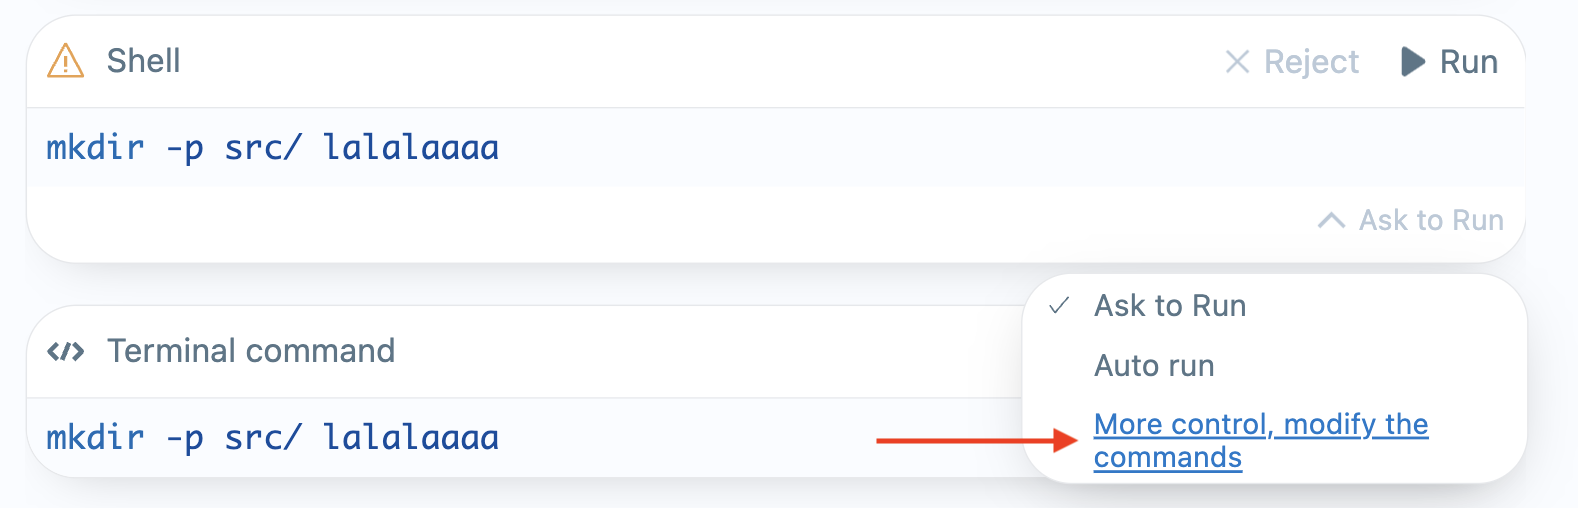 Shell
Reject
Run
mkdir -p src/ lalalaaaa
Ask to Run
Ask to Run
Auto run
More control, modify the
commands
Terminal command
mkdir -p src/ lalalaaaa